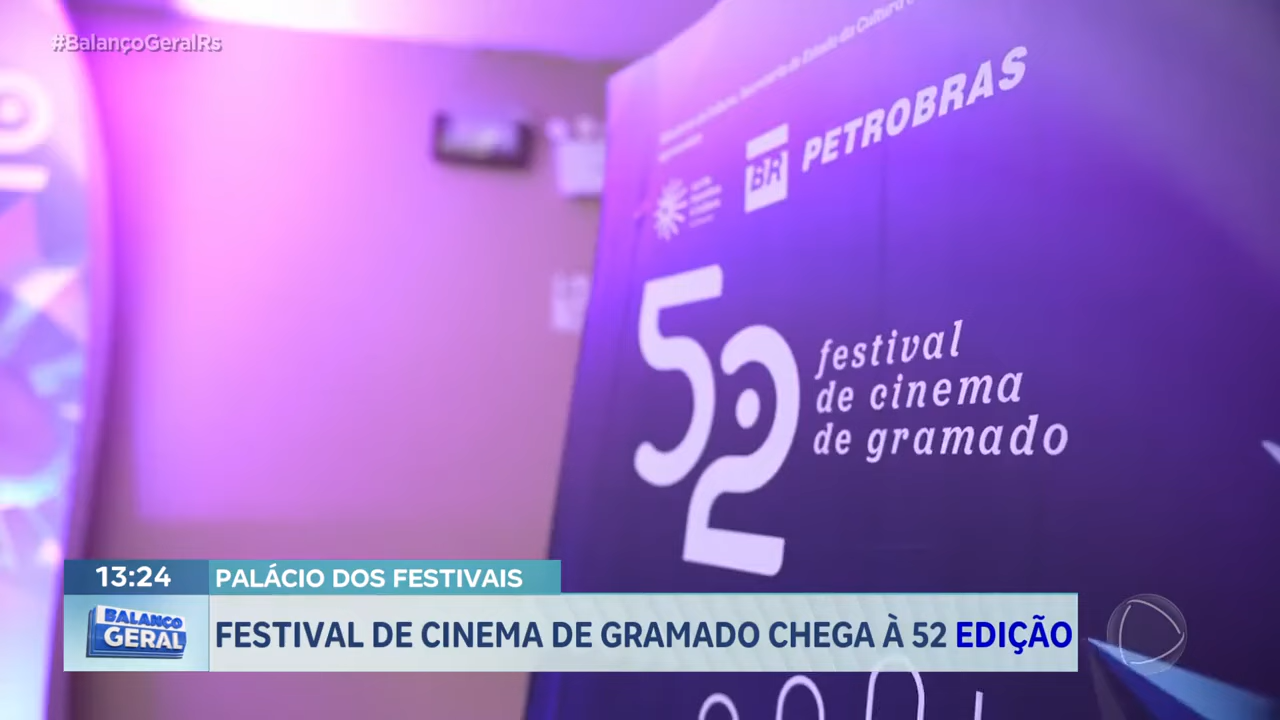 #BalançoGeralRs
PETROBRAS
BR
52
festival
de cinema
de gramado
13:24
PALÁCIO DOS FESTIVAIS
BALANÇO
GERAL
FESTIVAL DE CINEMA DE GRAMADO CHEGA À 52 EDIÇÃO